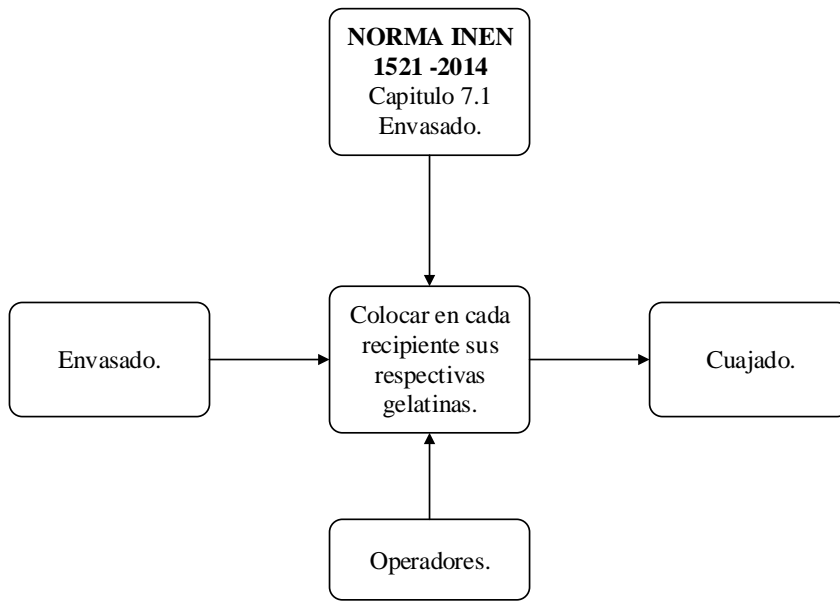 NORMA INEN
1521 -2014
Capitulo 7.1
Envasado.
Envasado.
Colocar en cada
recipiente sus
respectivas
gelatinas.
Cuajado.
Operadores.